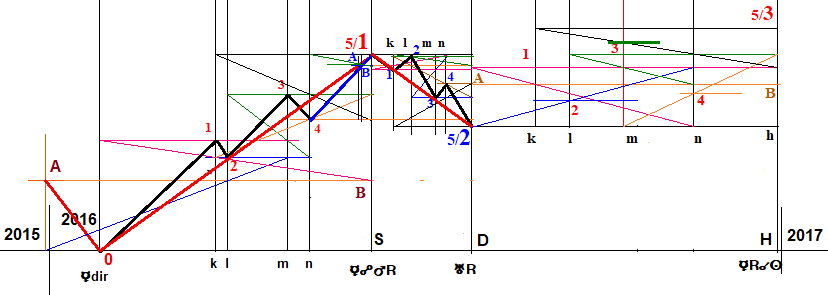 5/3
5/1 k l 2 m n
A B 1 4 A 1 3 B
3 3 4
A 1 4 2
2 5/2 k l m n h
B
2015 2016 S D H 2017
0 k l m n
☿dir ☿☍♂R ♅R ☿R☌☉